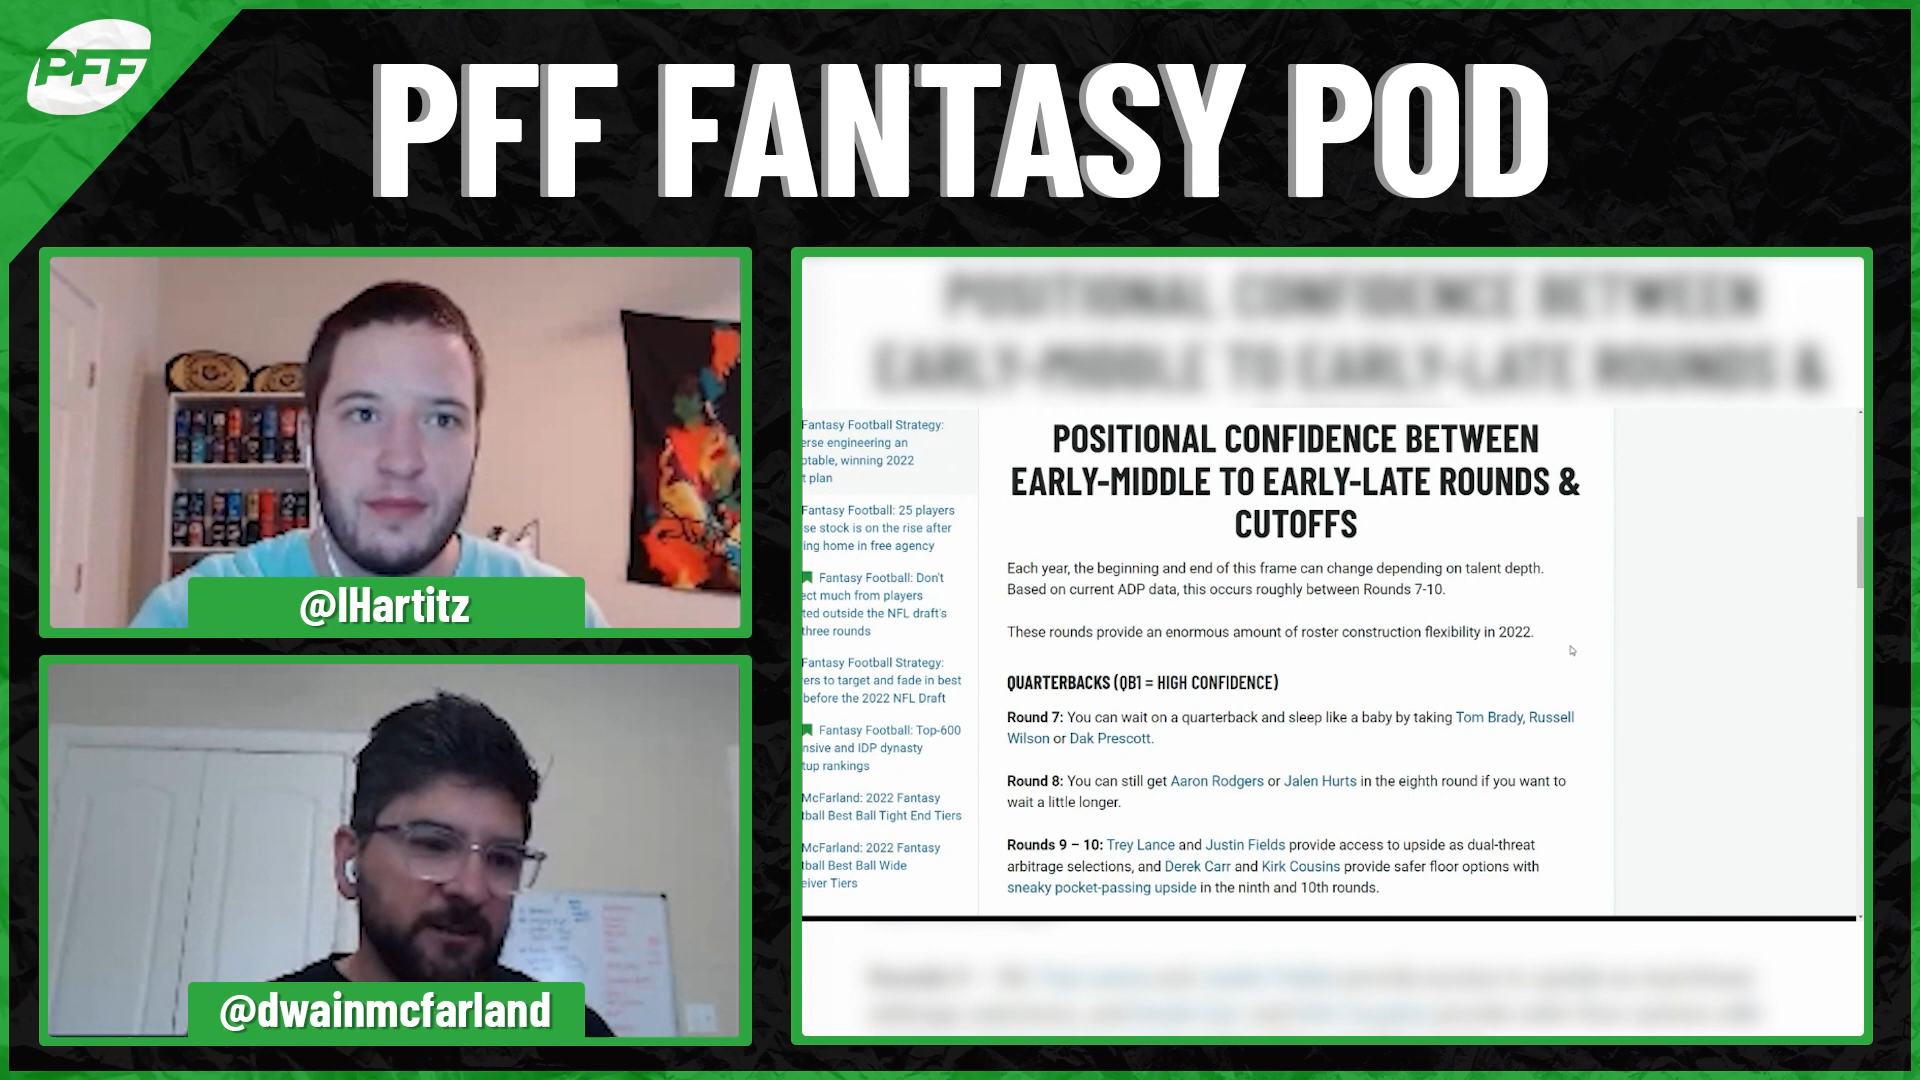 PFF
PFF FANTASY POD
@IHartitz
@dwainmcfarland
POSITIONAL CONFIDENCE BETWEEN
EARLY-MIDDLE TO EARLY-LATE ROUNDS &
Fantasy Football Strategy:
erse engineering an
ptable, winning 2022
t plan
Fantasy Football: 25 players
se stock is on the rise after
ing home in free agency
Fantasy Football: Don't
ect much from players
ted outside the NFL draft's
three rounds
Fantasy Football Strategy:
ers to target and fade in best
before the 2022 NFL Draft
Fantasy Football: Top-600
nsive and IDP dynasty
tup rankings
McFarland: 2022 Fantasy
tball Best Ball Tight End Tiers
McFarland: 2022 Fantasy
tball Best Ball Wide
eiver Tiers
POSITIONAL CONFIDENCE BETWEEN
EARLY-MIDDLE TO EARLY-LATE ROUNDS &
CUTOFFS
Each year, the beginning and end of this frame can change depending on talent depth.
Based on current ADP data, this occurs roughly between Rounds 7-10.
These rounds provide an enormous amount of roster construction flexibility in 2022.
QUARTERBACKS (QB1 = HIGH CONFIDENCE)
Round 7: You can wait on a quarterback and sleep like a baby by taking Tom Brady, Russell
Wilson or Dak Prescott.
Round 8: You can still get Aaron Rodgers or Jalen Hurts in the eighth round if you want to
wait a little longer.
Rounds 9 – 10: Trey Lance and Justin Fields provide access to upside as dual-threat
arbitrage selections, and Derek Carr and Kirk Cousins provide safer floor options with
sneaky pocket-passing upside in the ninth and 10th rounds.